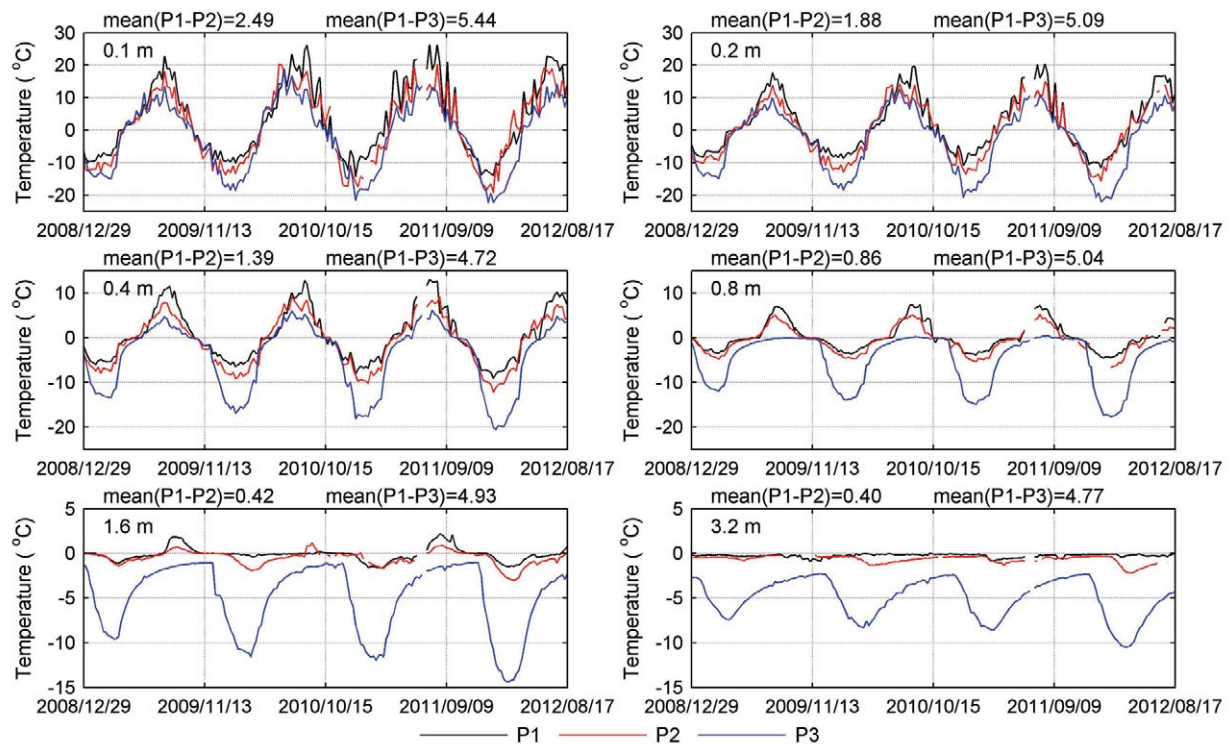 mean(P1-P2)=2.49 mean(P1-P3)=5.44
0.1 m
Temperature ( °C)
30
20
10
0
-10
-20
2008/12/29 2009/11/13 2010/10/15 2011/09/09 2012/08/17
mean(P1-P2)=1.88 mean(P1-P3)=5.09
0.2 m
Temperature ( °C)
30
20
10
0
-10
-20
2008/12/29 2009/11/13 2010/10/15 2011/09/09 2012/08/17
mean(P1-P2)=1.39 mean(P1-P3)=4.72
0.4 m
Temperature ( °C)
10
0
-10
-20
2008/12/29 2009/11/13 2010/10/15 2011/09/09 2012/08/17
mean(P1-P2)=0.86 mean(P1-P3)=5.04
0.8 m
Temperature ( °C)
10
0
-10
-20
2008/12/29 2009/11/13 2010/10/15 2011/09/09 2012/08/17
mean(P1-P2)=0.42 mean(P1-P3)=4.93
1.6 m
Temperature ( °C)
5
0
-5
-10
-15
2008/12/29 2009/11/13 2010/10/15 2011/09/09 2012/08/17
mean(P1-P2)=0.40 mean(P1-P3)=4.77
3.2 m
Temperature ( °C)
5
0
-5
-10
-15
2008/12/29 2009/11/13 2010/10/15 2011/09/09 2012/08/17
P1 P2 P3